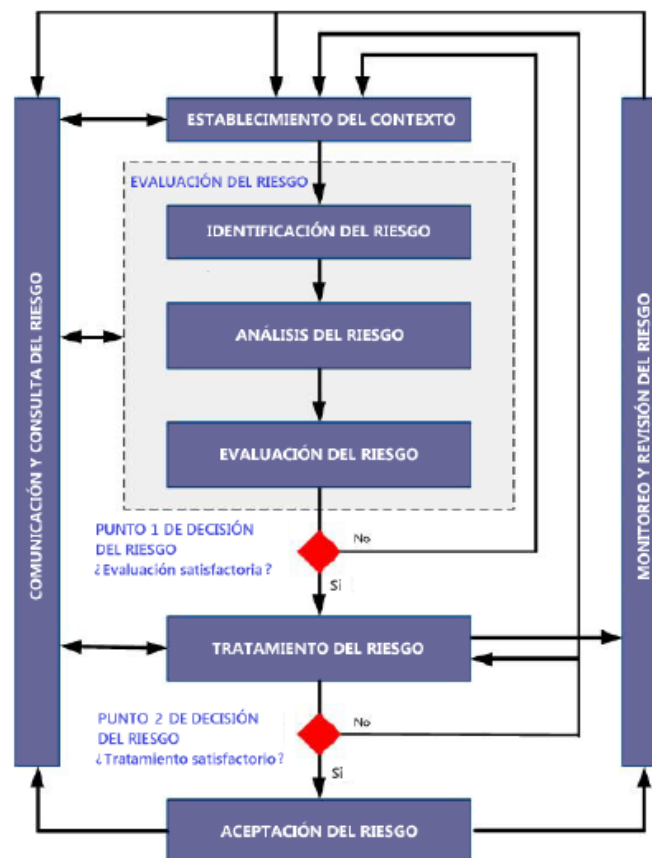 ESTABLECIMIENTO DEL CONTEXTO
EVALUACIÓN DEL RIESGO
IDENTIFICACIÓN DEL RIESGO
ANÁLISIS DEL RIESGO
EVALUACIÓN DEL RIESGO
PUNTO 1 DE DECISIÓN
DEL RIESGO
¿Evaluación satisfactoria?
No
Si
TRATAMIENTO DEL RIESGO
PUNTO 2 DE DECISIÓN
DEL RIESGO
¿Tratamiento satisfactorio?
No
Si
ACEPTACIÓN DEL RIESGO
COMUNICACIÓN Y CONSULTA DEL RIESGO
MONITOREO Y REVISIÓN DEL RIESGO